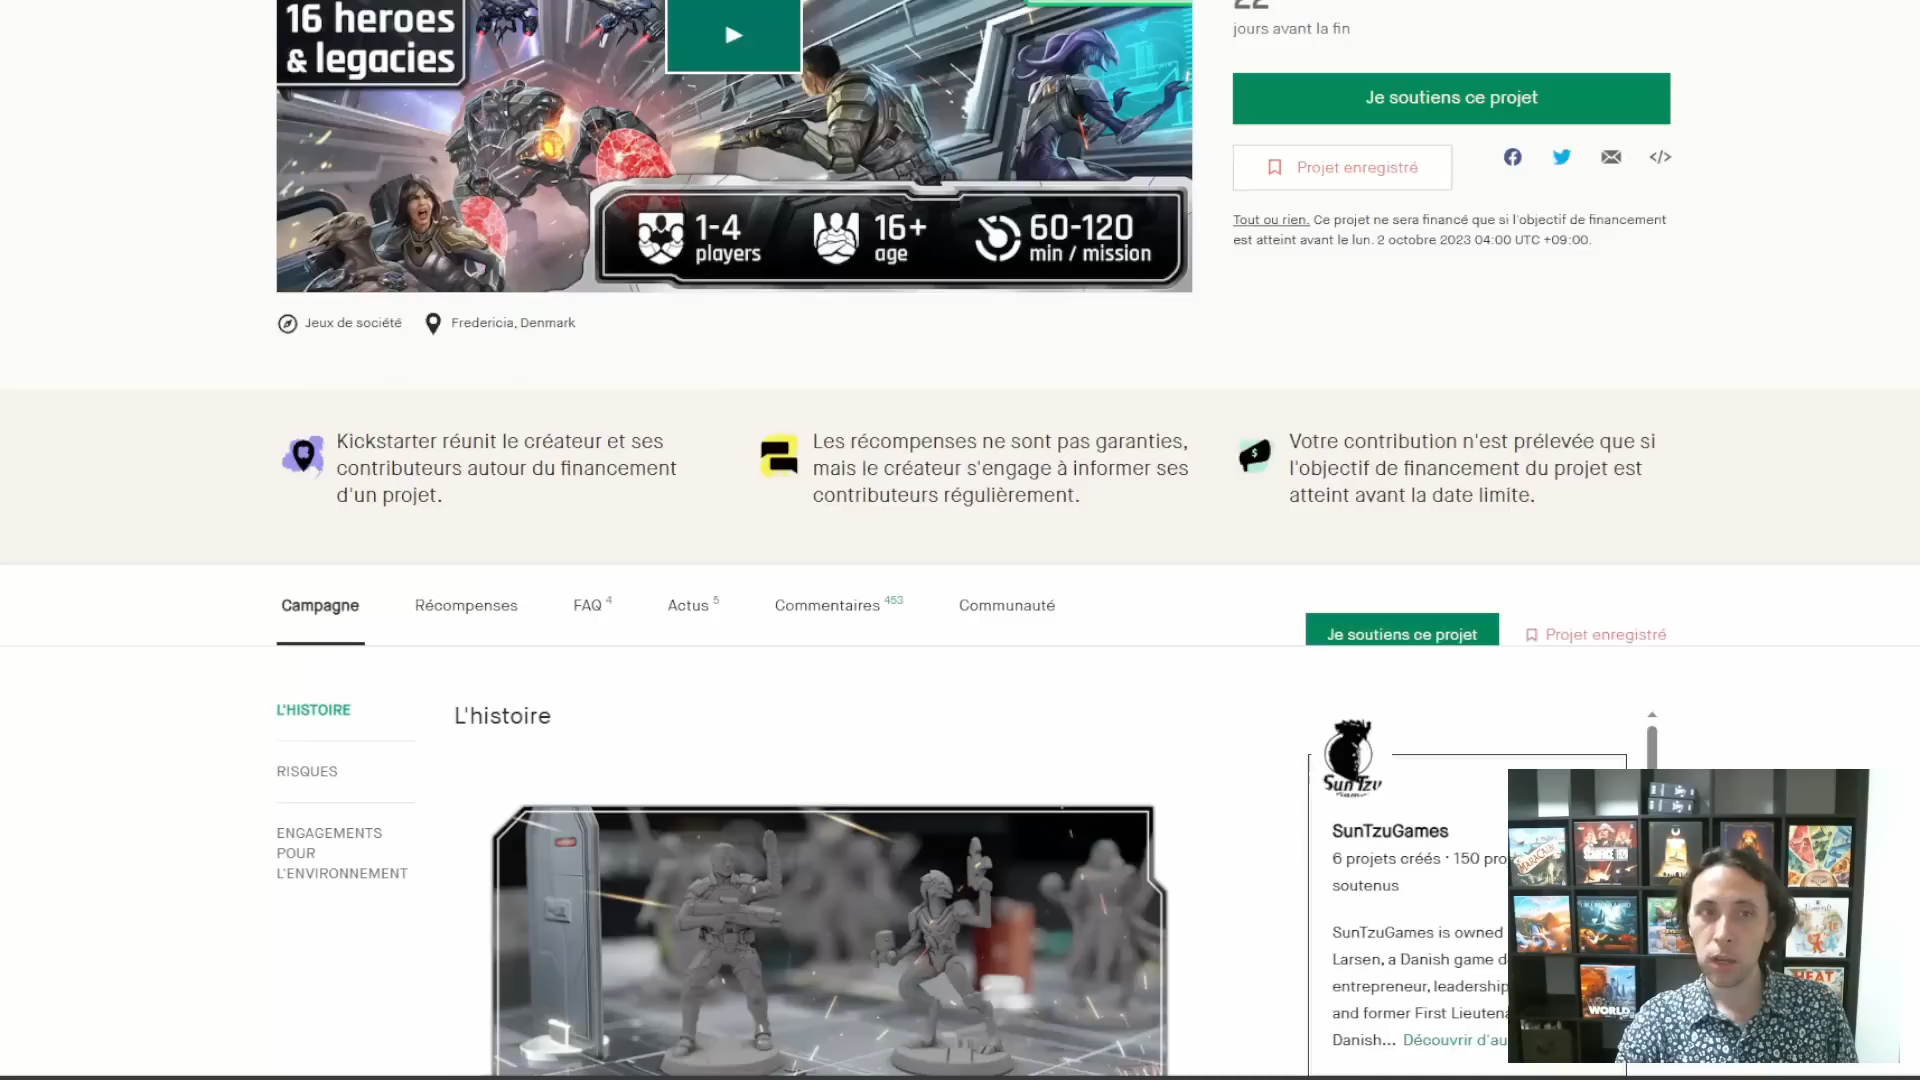 16 heroes
& legacies
1-4
players
16+
age
60-120
min / mission
22
jours avant la fin
Je soutiens ce projet
Projet enregistré
Tout ou rien. Ce projet ne sera financé que si l'objectif de financement
est atteint avant le lun. 2 octobre 2023 04:00 UTC +09:00.
Jeux de société
Fredericia, Denmark
Kickstarter réunit le créateur et ses
contributeurs autour du financement
d'un projet.
Les récompenses ne sont pas garanties,
mais le créateur s'engage à informer ses
contributeurs régulièrement.
Votre contribution n'est prélevée que si
l'objectif de financement du projet est
atteint avant la date limite.
Campagne
Récompenses
FAQ 4
Actus 5
Commentaires 453
Communauté
Je soutiens ce projet
Projet enregistré
L'HISTOIRE
RISQUES
ENGAGEMENTS
POUR
L'ENVIRONNEMENT
L'histoire
Sun Tzu
SunTzuGames
6 projets créés · 150 pro
soutenus
SunTzuGames is owned
Larsen, a Danish game d
entrepreneur, leadership
and former First Lieutena
Danish... Découvrir d'au
MARACAIBO
HEAT
WORLD